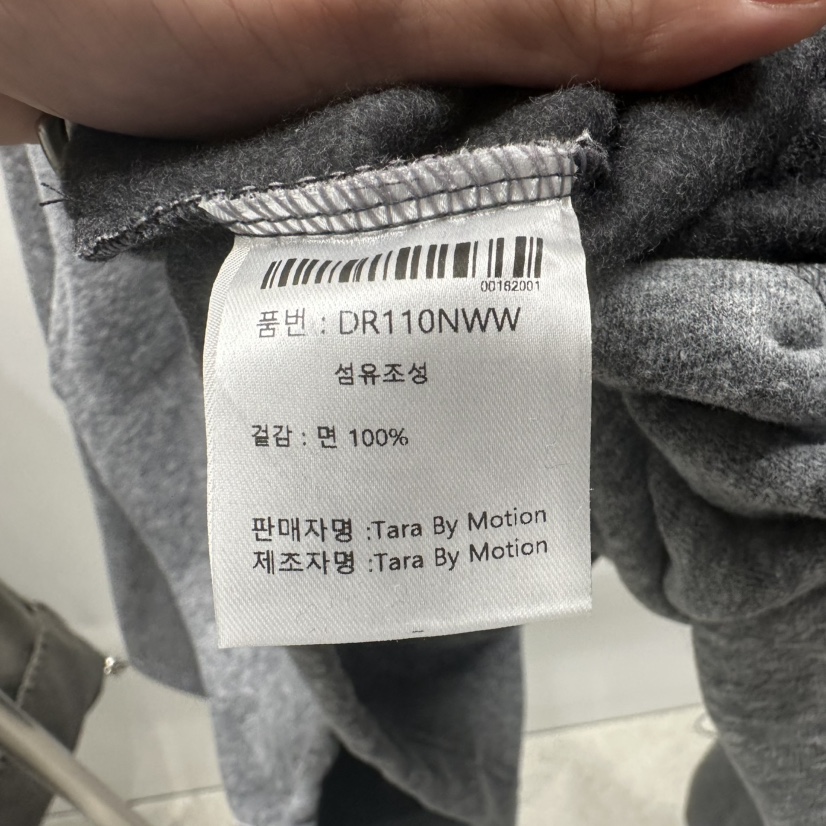 00162001
품번 : DR110NWW
섬유조성
겉감 : 면 100%
판매자명 :Tara By Motion
제조자명 :Tara By Motion